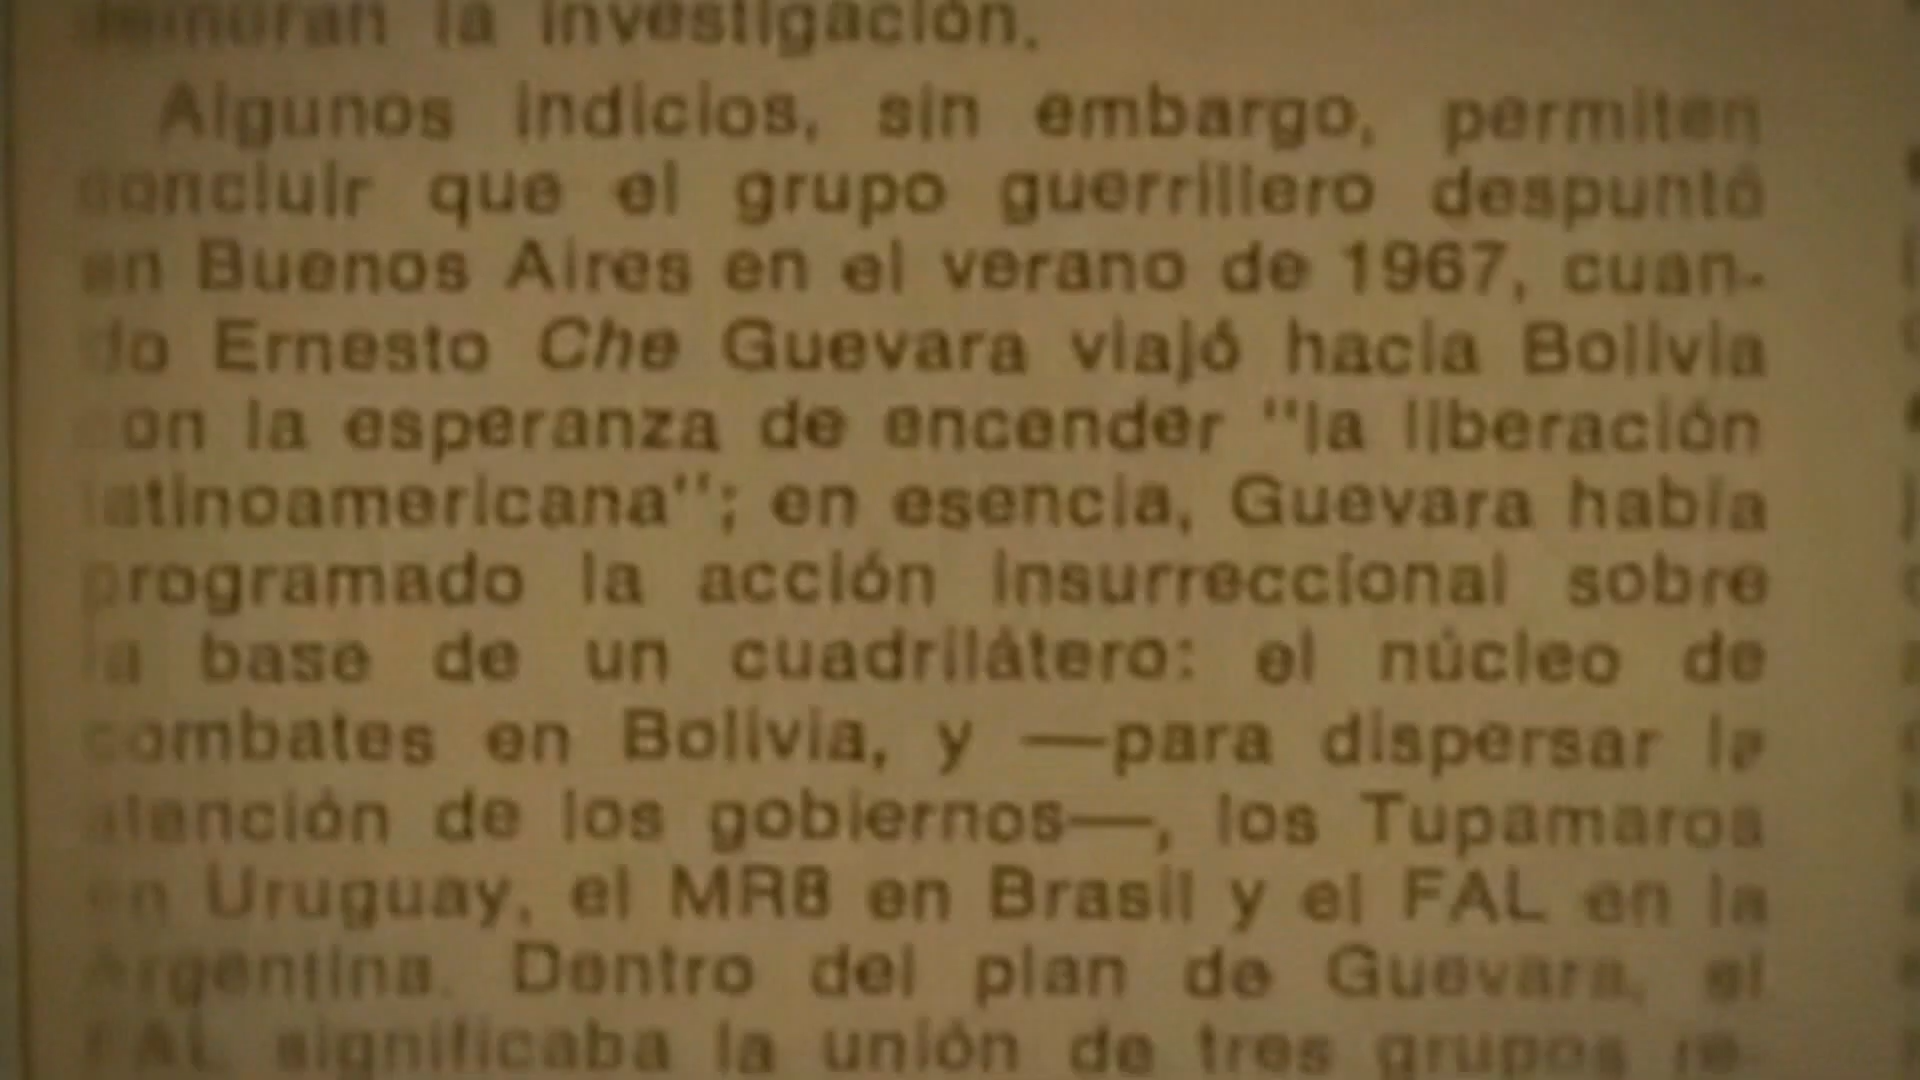 la investigación.
Algunos indicios, sin embargo, permiten
concluir que el grupo guerrillero despuntó
en Buenos Aires en el verano de 1967, cuan-
do Ernesto Che Guevara viajó hacia Bolivia
con la esperanza de encender "la liberación
latinoamericana"; en esencia, Guevara había
programado la acción insurreccional sobre
la base de un cuadrilátero: el núcleo de
combates en Bolivia, y —para dispersar la
atención de los gobiernos—, los Tupamaros
en Uruguay, el MR8 en Brasil y el FAL en la
Argentina. Dentro del plan de Guevara, el
FAL significaba la unión de tres grupos re-